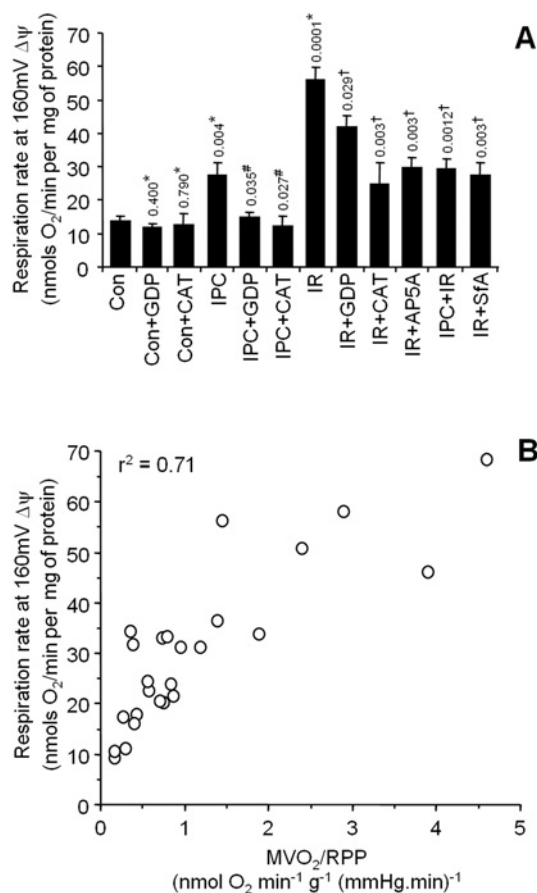 A
Respiration rate at 160mV Δψ
(nmols O₂/min per mg of protein)
70
60
50
40
30
20
10
0
0.400*
0.790*
0.004*
0.035#
0.027#
0.0001*
0.029†
0.003†
0.003†
0.0012†
0.003†
Con
Con+GDP
Con+CAT
IPC
IPC+GDP
IPC+CAT
IR
IR+GDP
IR+CAT
IR+AP5A
IPC+IR
IR+SfA
B
r² = 0.71
Respiration rate at 160mV Δψ
(nmols O₂/min per mg of protein)
70
60
50
40
30
20
10
0
0 1 2 3 4 5
MVO₂/RPP
(nmol O₂ min⁻¹ g⁻¹ (mmHg.min)⁻¹